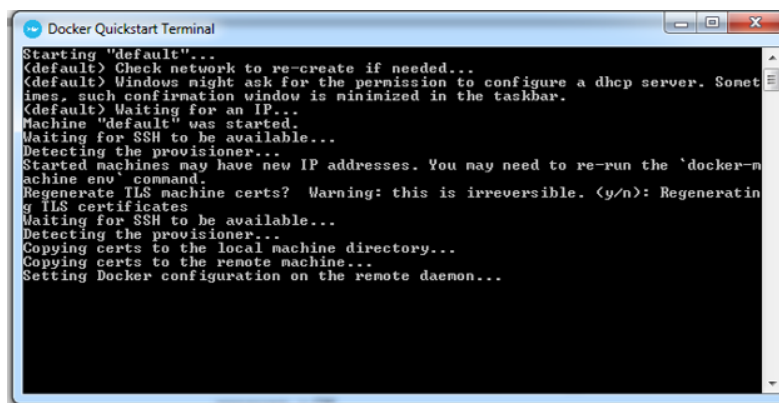 Docker Quickstart Terminal
Starting "default"...
(default) Check network to re-create if needed...
(default) Windows might ask for the permission to configure a dhcp server. Somet
imes, such confirmation window is minimized in the taskbar.
(default) Waiting for an IP...
Machine "default" was started.
Waiting for SSH to be available...
Detecting the provisioner...
Started machines may have new IP addresses. You may need to re-run the `docker-m
achine env` command.
Regenerate TLS machine certs?  Warning: this is irreversible. (y/n): Regeneratin
g TLS certificates
Waiting for SSH to be available...
Detecting the provisioner...
Copying certs to the local machine directory...
Copying certs to the remote machine...
Setting Docker configuration on the remote daemon...